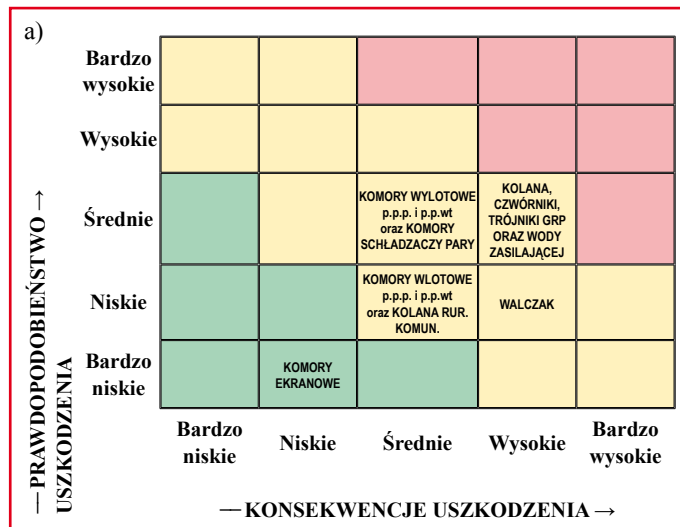 a)
Bardzo
wysokie
Wysokie
Średnie
KOMORY WYLOTOWE
p.p.p. i p.p.wt
oraz KOMORY
SCHŁADZACZY PARY
KOLANA,
CZWÓRNIKI,
TRÓJNIKI GRP
ORAZ WODY
ZASILAJĄCEJ
Niskie
KOMORY WLOTOWE
p.p.p. i p.p.wt
oraz KOLANA RUR.
KOMUN.
WALCZAK
Bardzo
niskie
KOMORY
EKRANOWE
Bardzo
niskie
Niskie
Średnie
Wysokie
Bardzo
wysokie
— PRAWDOPODOBIEŃSTWO →
USZKODZENIA
— KONSEKWENCJE USZKODZENIA →